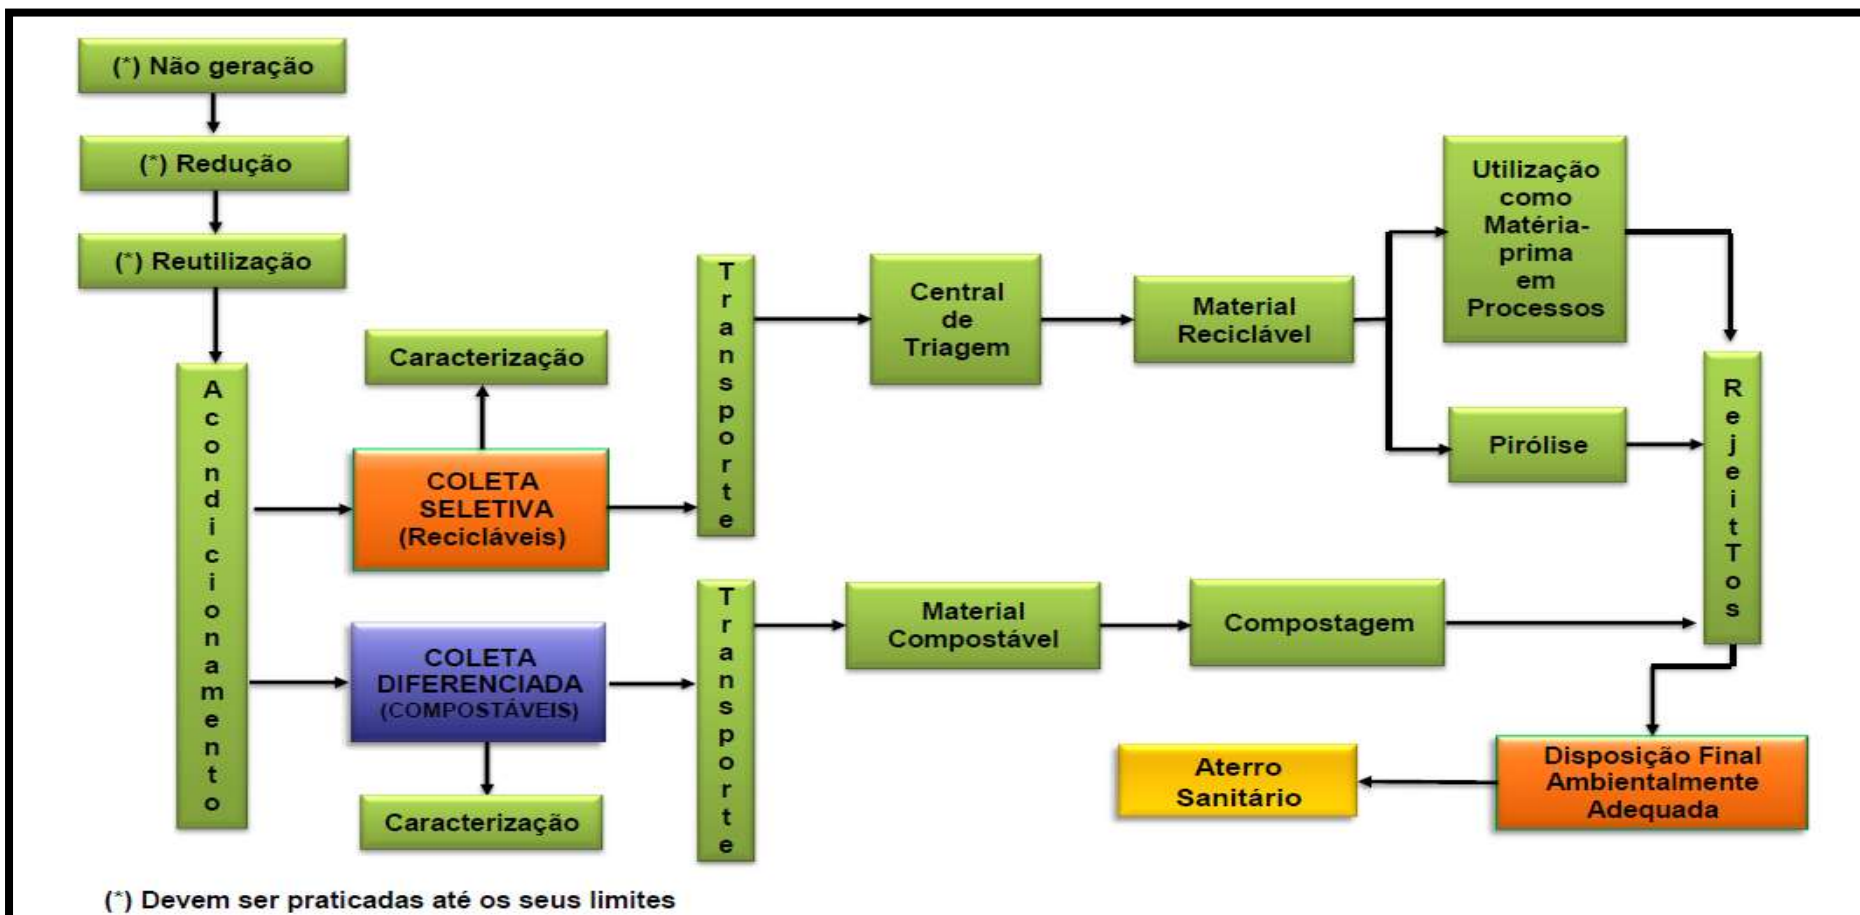 (*) Não geração
(*) Redução
(*) Reutilização
Acondicionamento
Caracterização
COLETA
SELETIVA
(Recicláveis)
COLETA
DIFERENCIADA
(COMPOSTÁVEIS)
Caracterização
Transporte
Transporte
Central
de
Triagem
Material
Reciclável
Utilização
como
Matéria-
prima
em
Processos
Pirólise
Material
Compostável
Compostagem
RejeitTos
Disposição Final
Ambientalmente
Adequada
Aterro
Sanitário
(*) Devem ser praticadas até os seus limites